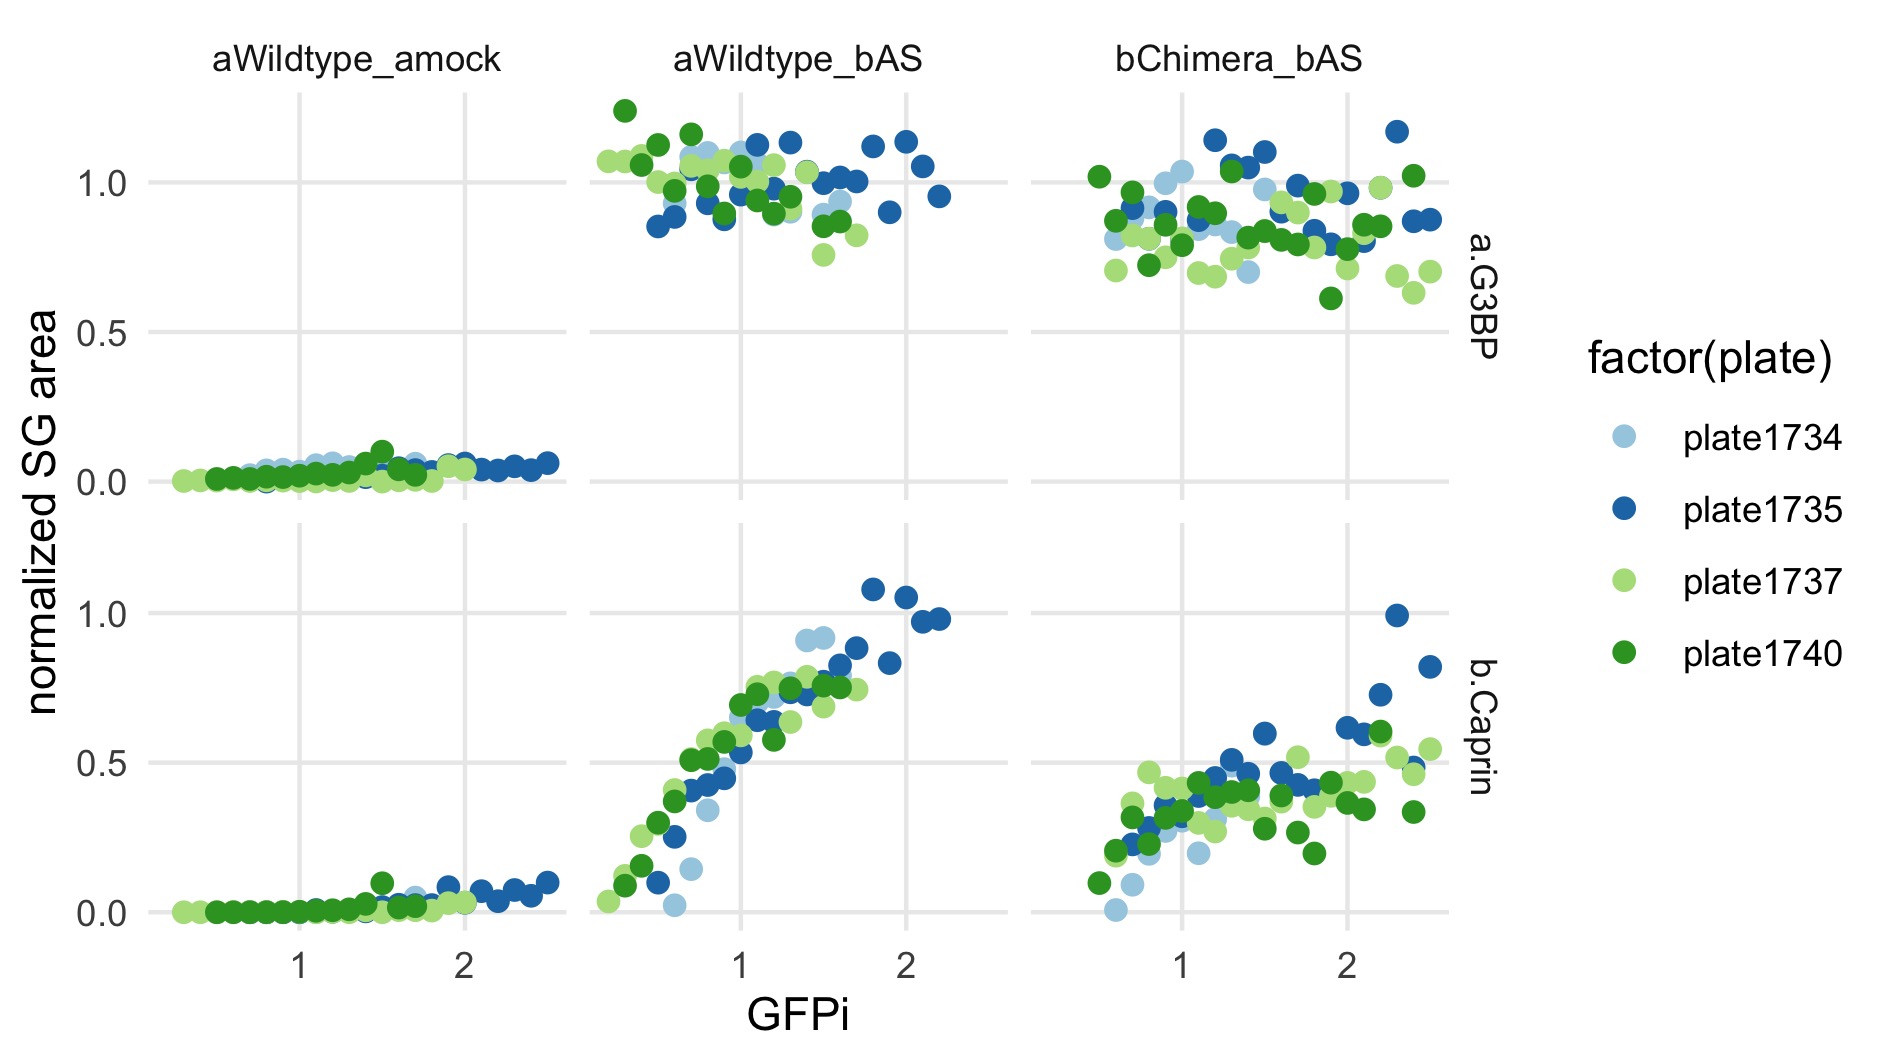 aWildtype_amock aWildtype_bAS bChimera_bAS
normalized SG area
1.0
0.5
0.0
a.G3BP
1.0
0.5
0.0
b.Caprin
1 2 1 2 1 2
GFPi
factor(plate)
plate1734
plate1735
plate1737
plate1740